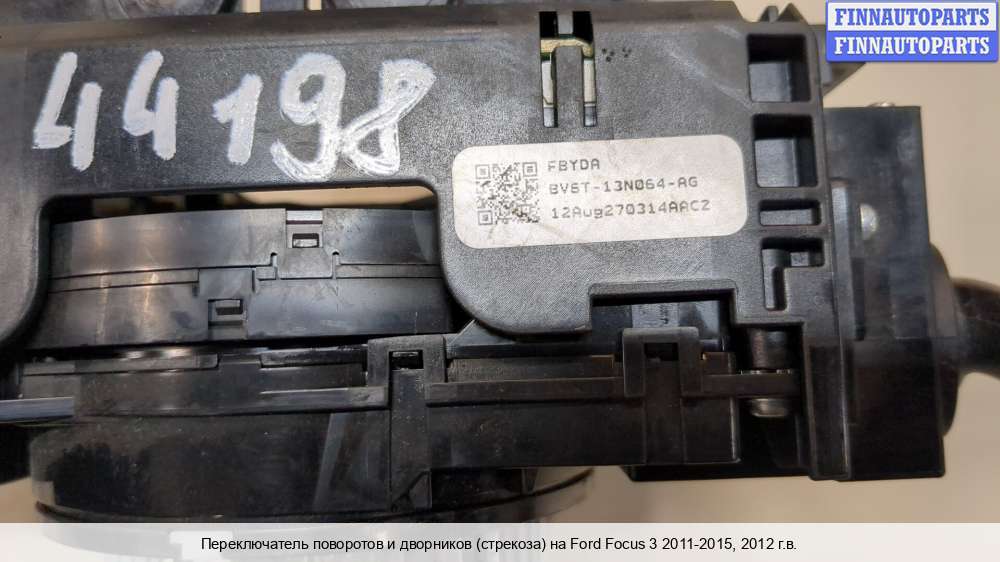 FINNAUTOPARTS
FINNAUTOPARTS
44198
FBYDA
BV6T-13N064-AG
12Aug270314AACZ
Переключатель поворотов и дворников (стрекоза) на Ford Focus 3 2011-2015, 2012 г.в.